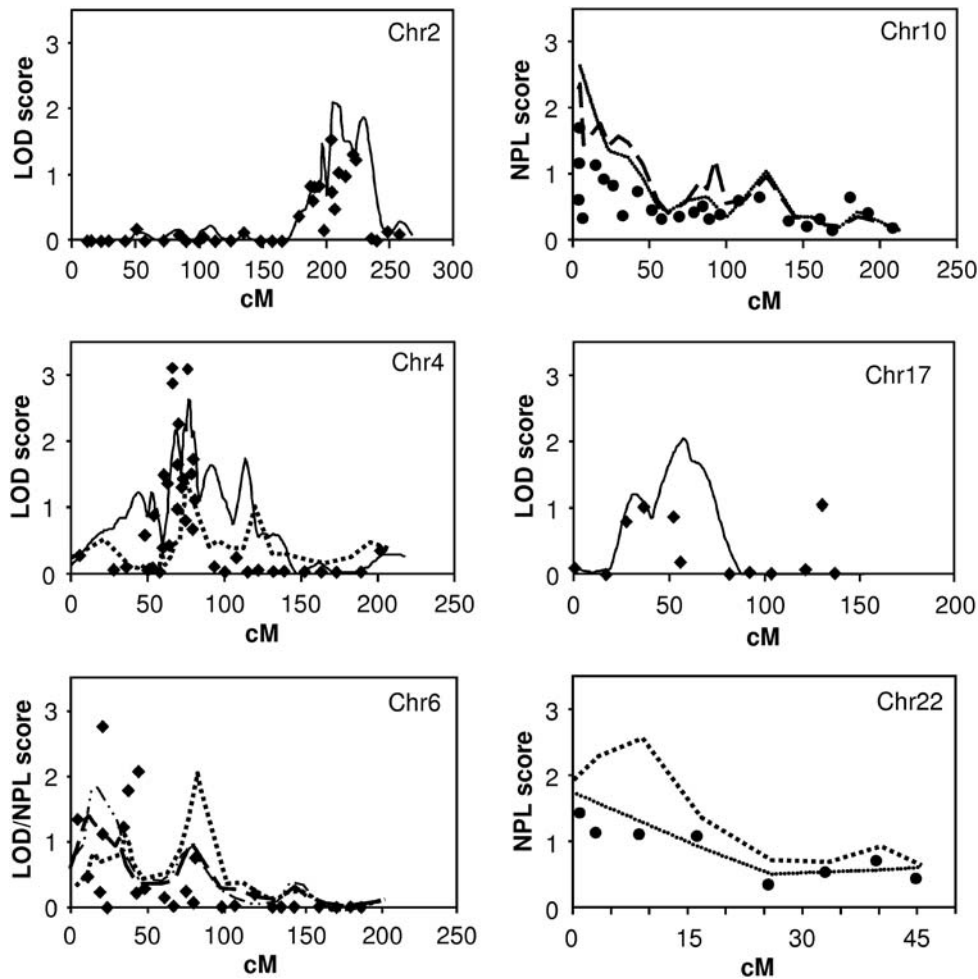 Chr2
LOD score
3
2
1
0
0 50 100 150 200 250 300
cM
Chr10
NPL score
3
2
1
0
0 50 100 150 200 250
cM
Chr4
LOD score
3
2
1
0
0 50 100 150 200 250
cM
Chr17
LOD score
3
2
1
0
0 50 100 150 200
cM
Chr6
LOD/NPL score
3
2
1
0
0 50 100 150 200 250
cM
Chr22
NPL score
3
2
1
0
0 15 30 45
cM